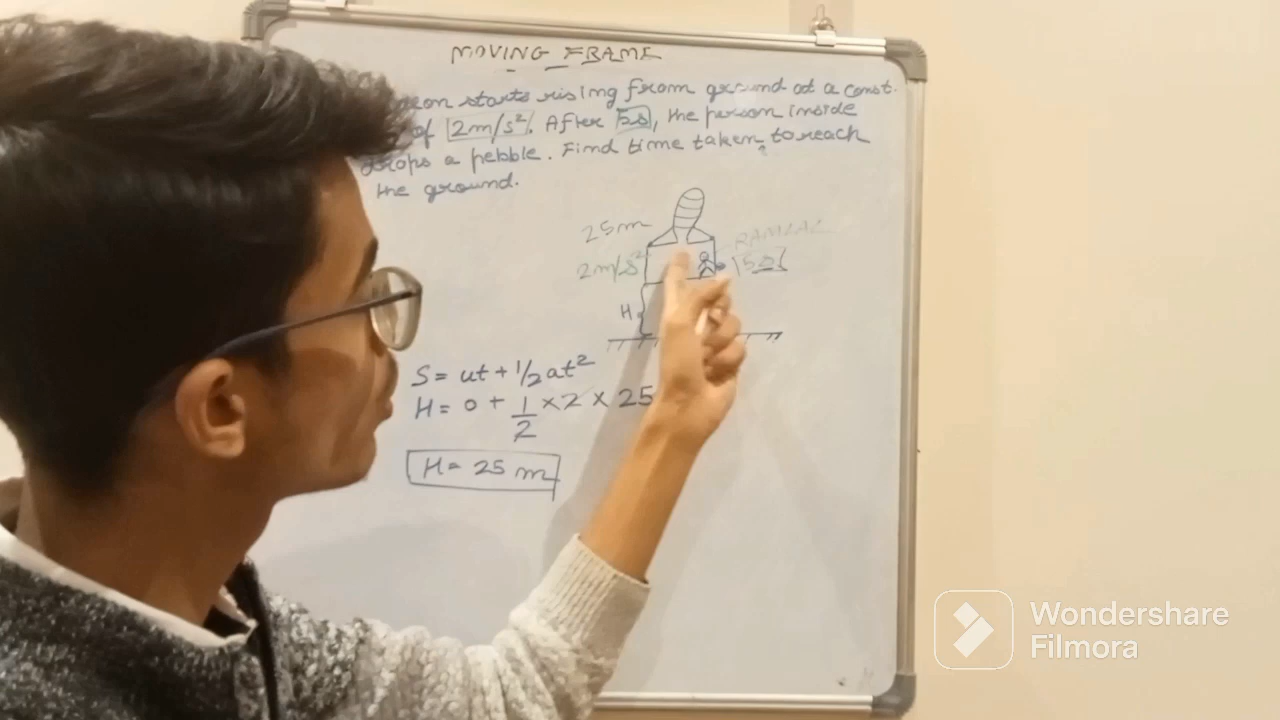 MOVING FRAME
starts rising from ground at a const.
of 2m/s². After 5s, the person inside
drops a pebble. Find time taken to reach
the ground.
25m
2m/s²
5s
H
S = ut + 1/2 at²
H = 0 + 1/2 × 2 × 25
H = 25 m
Wondershare
Filmora